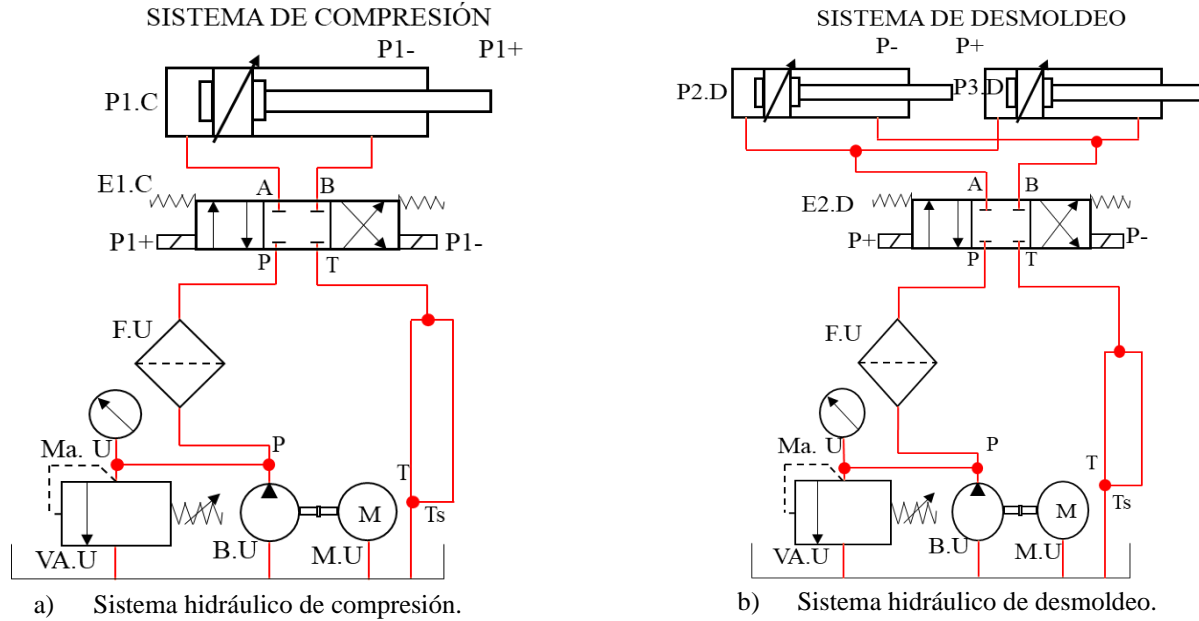 SISTEMA DE COMPRESIÓN
P1- P1+
P1.C
E1.C
A B
P1+ P1-
P T
F.U
Ma. U
P
T
Ts
M
VA.U
B.U
M.U
a) Sistema hidráulico de compresión.
SISTEMA DE DESMOLDEO
P- P+
P2.D P3.D
A B
E2.D
P+ P-
P T
F.U
Ma. U
P
T
Ts
M
VA.U
B.U
M.U
b) Sistema hidráulico de desmoldeo.